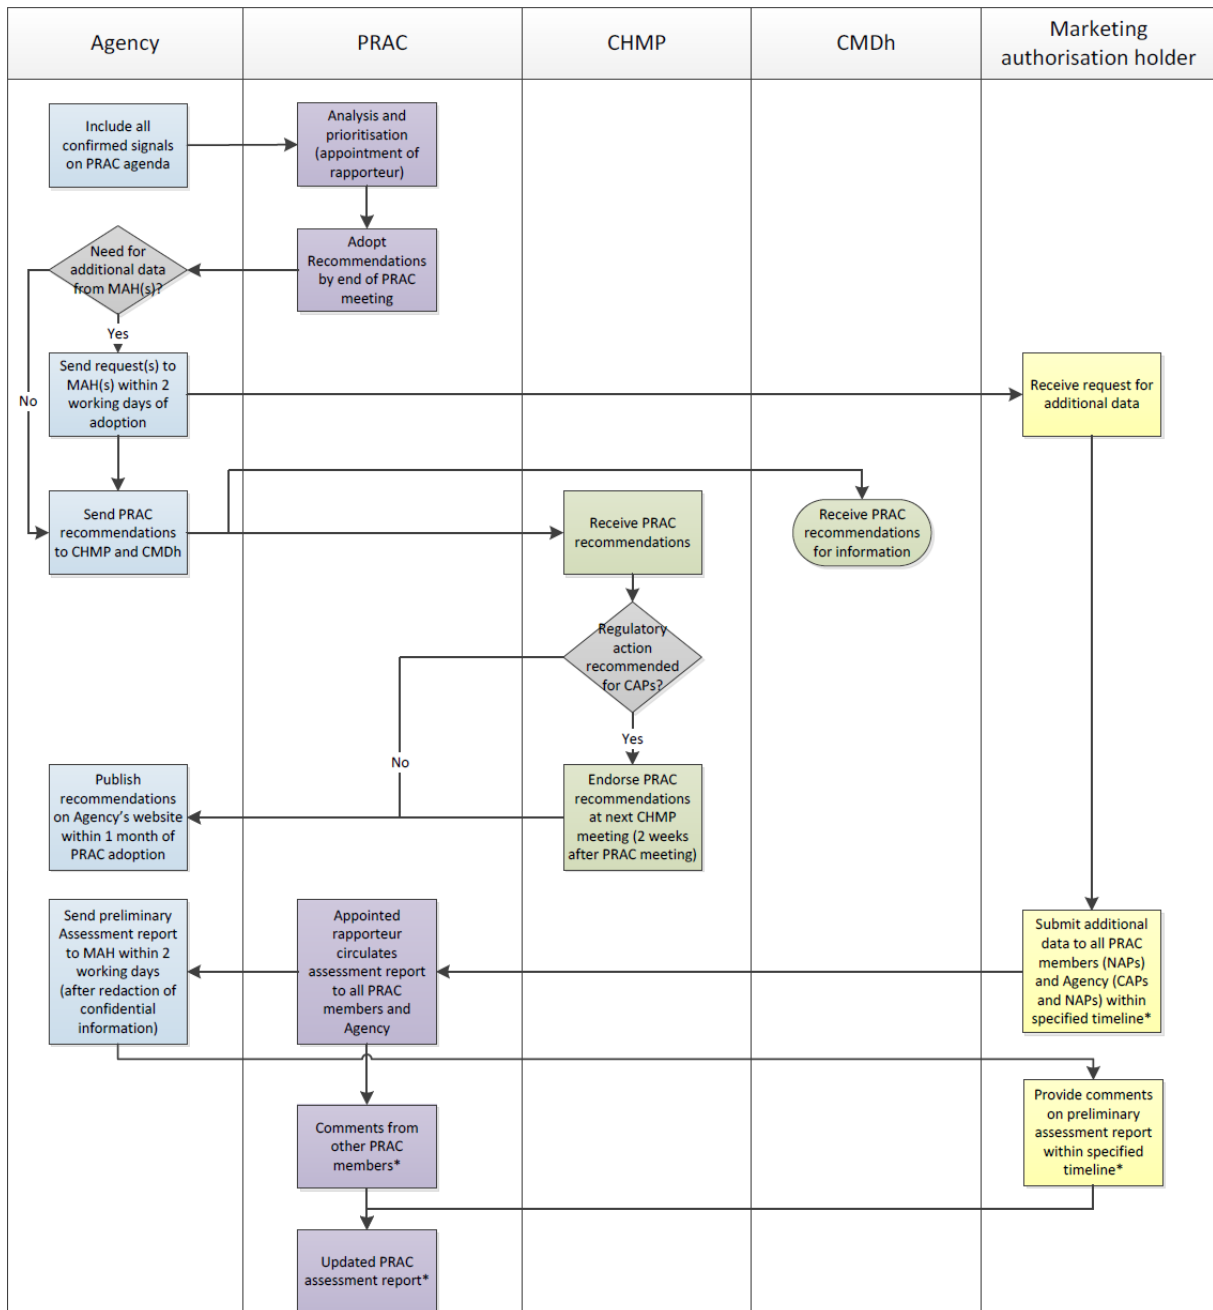 Agency
PRAC
CHMP
CMDh
Marketing
authorisation holder
Include all
confirmed signals
on PRAC agenda
Analysis and
prioritisation
(appointment of
rapporteur)
Need for
additional data
from MAH(s)?
Adopt
Recommendations
by end of PRAC
meeting
Yes
No
Send request(s) to
MAH(s) within 2
working days of
adoption
Receive request for
additional data
Send PRAC
recommendations
to CHMP and CMDh
Receive PRAC
recommendations
Receive PRAC
recommendations
for information
Regulatory
action
recommended
for CAPs?
Yes
No
Publish
recommendations
on Agency's website
within 1 month of
PRAC adoption
Endorse PRAC
recommendations
at next CHMP
meeting (2 weeks
after PRAC meeting)
Send preliminary
Assessment report
to MAH within 2
working days
(after redaction of
confidential
information)
Appointed
rapporteur
circulates
assessment report
to all PRAC
members and
Agency
Submit additional
data to all PRAC
members (NAPs)
and Agency (CAPs
and NAPs) within
specified timeline*
Comments from
other PRAC
members*
Provide comments
on preliminary
assessment report
within specified
timeline*
Updated PRAC
assessment report*